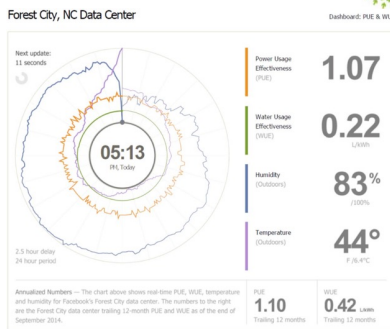 Forest City, NC Data Center
Dashboard: PUE & WU
Next update:
11 seconds
05:13
PM, Today
2.5 hour delay
24 hour period
Power Usage
Effectiveness
(PUE)
1.07
Water Usage
Effectiveness
(WUE)
0.22
L/kWh
Humidity
(Outdoors)
83%
/100%
Temperature
(Outdoors)
44°
F /6.4°C
Annualized Numbers — The chart above shows real-time PUE, WUE, temperature
and humidity for Facebook's Forest City data center. The numbers to the right
are the Forest City data center trailing 12-month PUE and WUE as of the end of
September 2014.
PUE
1.10
Trailing 12 months
WUE
0.42 L/kWh
Trailing 12 months